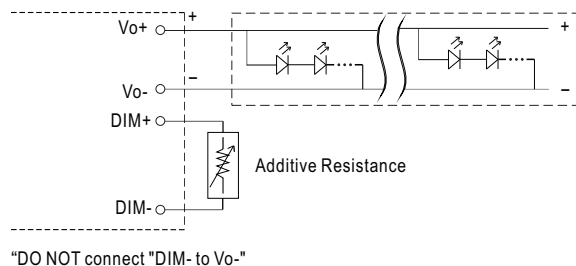 Vo+
+
+
Vo-
−
−
DIM+
Additive Resistance
DIM-
“DO NOT connect "DIM- to Vo-"